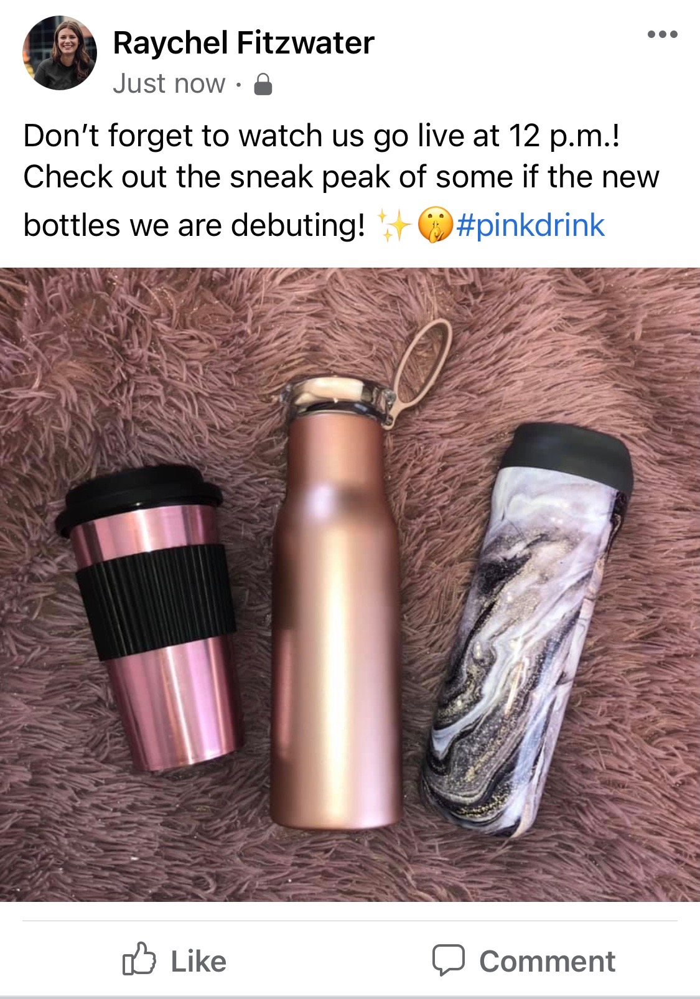 Raychel Fitzwater
Just now ·
Don't forget to watch us go live at 12 p.m.!
Check out the sneak peak of some if the new
bottles we are debuting! ✨🤫#pinkdrink
Like
Comment